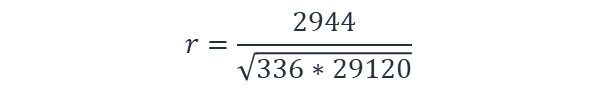 r = 2944 / √336 * 29120